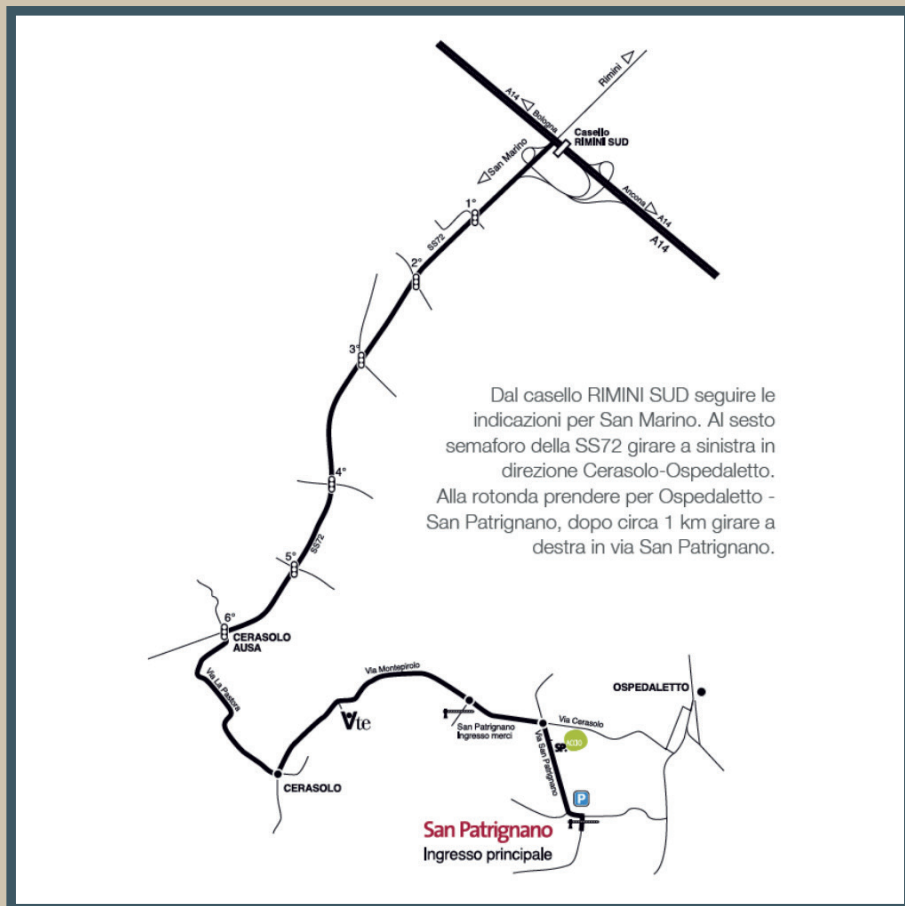 Rimini
A14
Bologna
Casello
RIMINI SUD
San Marino
Ancona
A14
A14
1°
SS72
2°
3°
Dal casello RIMINI SUD seguire le
indicazioni per San Marino. Al sesto
semaforo della SS72 girare a sinistra in
direzione Cerasolo-Ospedaletto.
Alla rotonda prendere per Ospedaletto -
San Patrignano, dopo circa 1 km girare a
destra in via San Patrignano.
4°
SS72
5°
6°
CERASOLO
AUSA
Via La Pastora
Via Montepirolo
Vte
San Patrignano
Ingresso merci
Via Cerasolo
OSPEDALETTO
SP.
Via San Patrignano
CERASOLO
P
San Patrignano
Ingresso principale